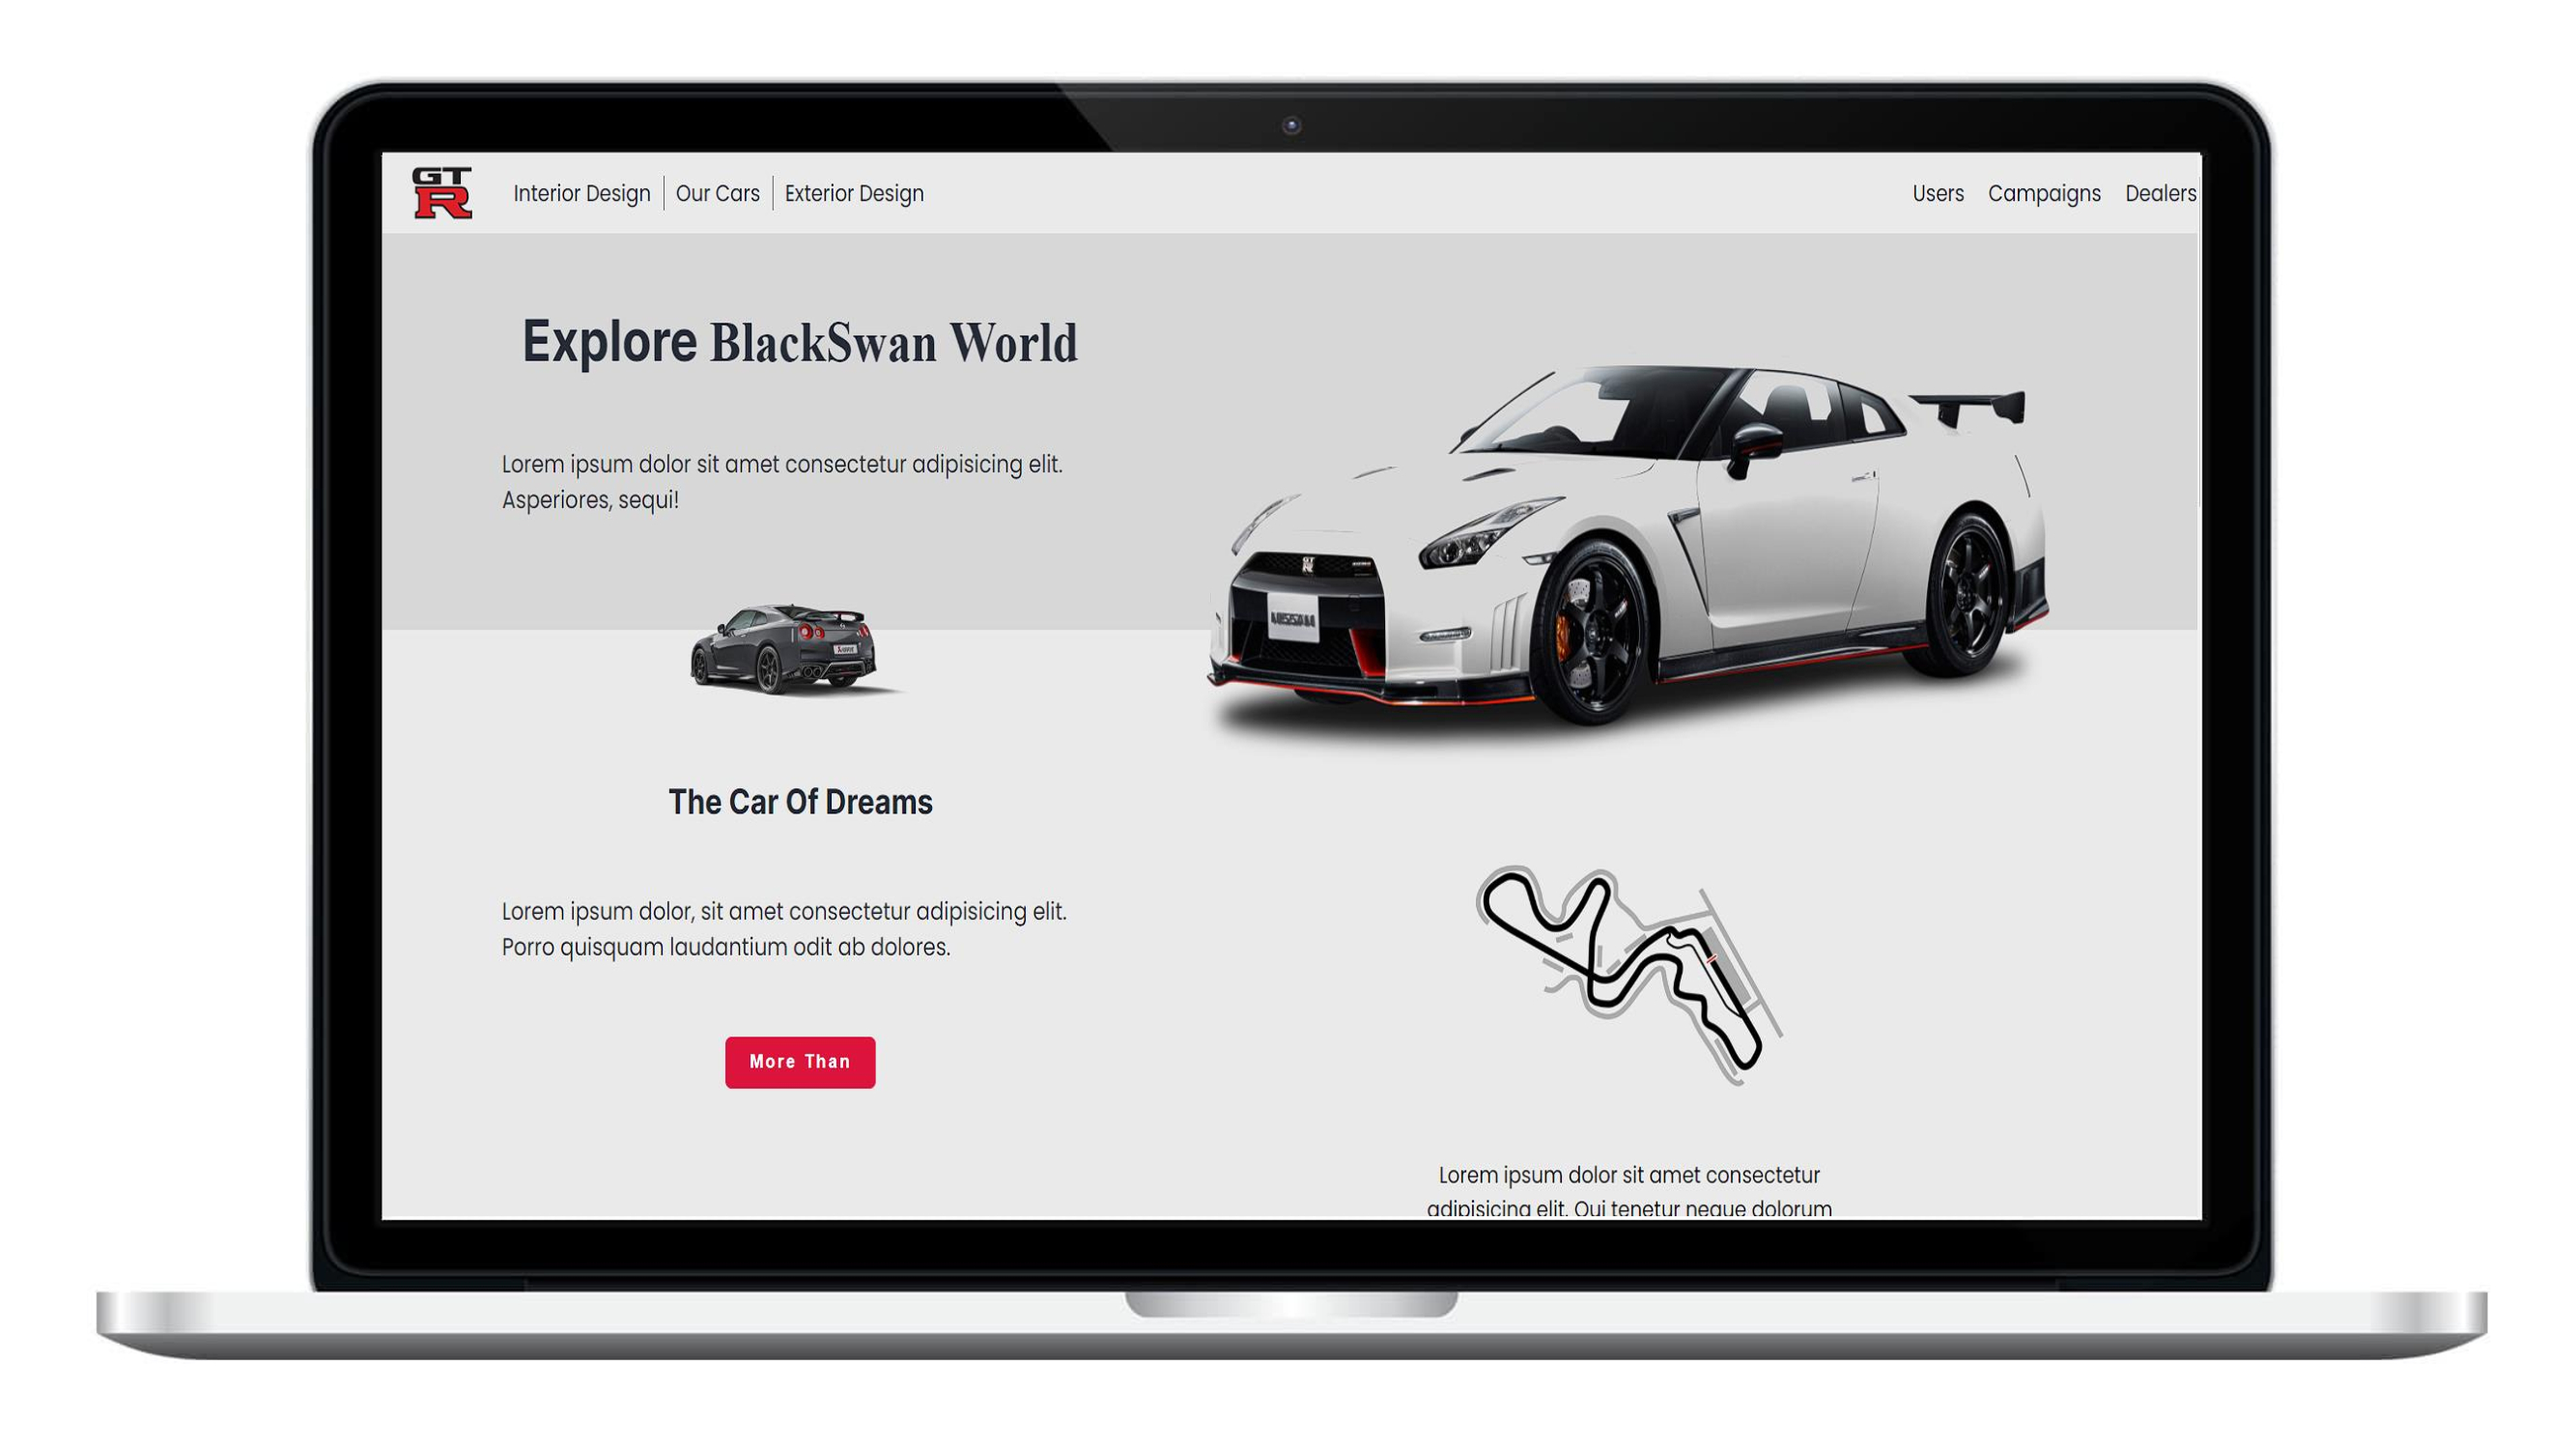 GT
R
Interior Design
Our Cars
Exterior Design
Users
Campaigns
Dealers
Explore BlackSwan World
Lorem ipsum dolor sit amet consectetur adipisicing elit.
Asperiores, sequi!
The Car Of Dreams
Lorem ipsum dolor, sit amet consectetur adipisicing elit.
Porro quisquam laudantium odit ab dolores.
More Than
Lorem ipsum dolor sit amet consectetur
adipisicing elit. Qui tenetur neque dolorum